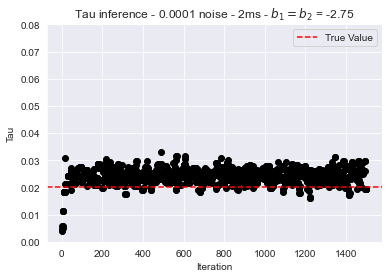 Tau inference - 0.0001 noise - 2ms - b₁ = b₂ = -2.75
True Value
Tau
0.08
0.07
0.06
0.05
0.04
0.03
0.02
0.01
0.00
0 200 400 600 800 1000 1200 1400
Iteration